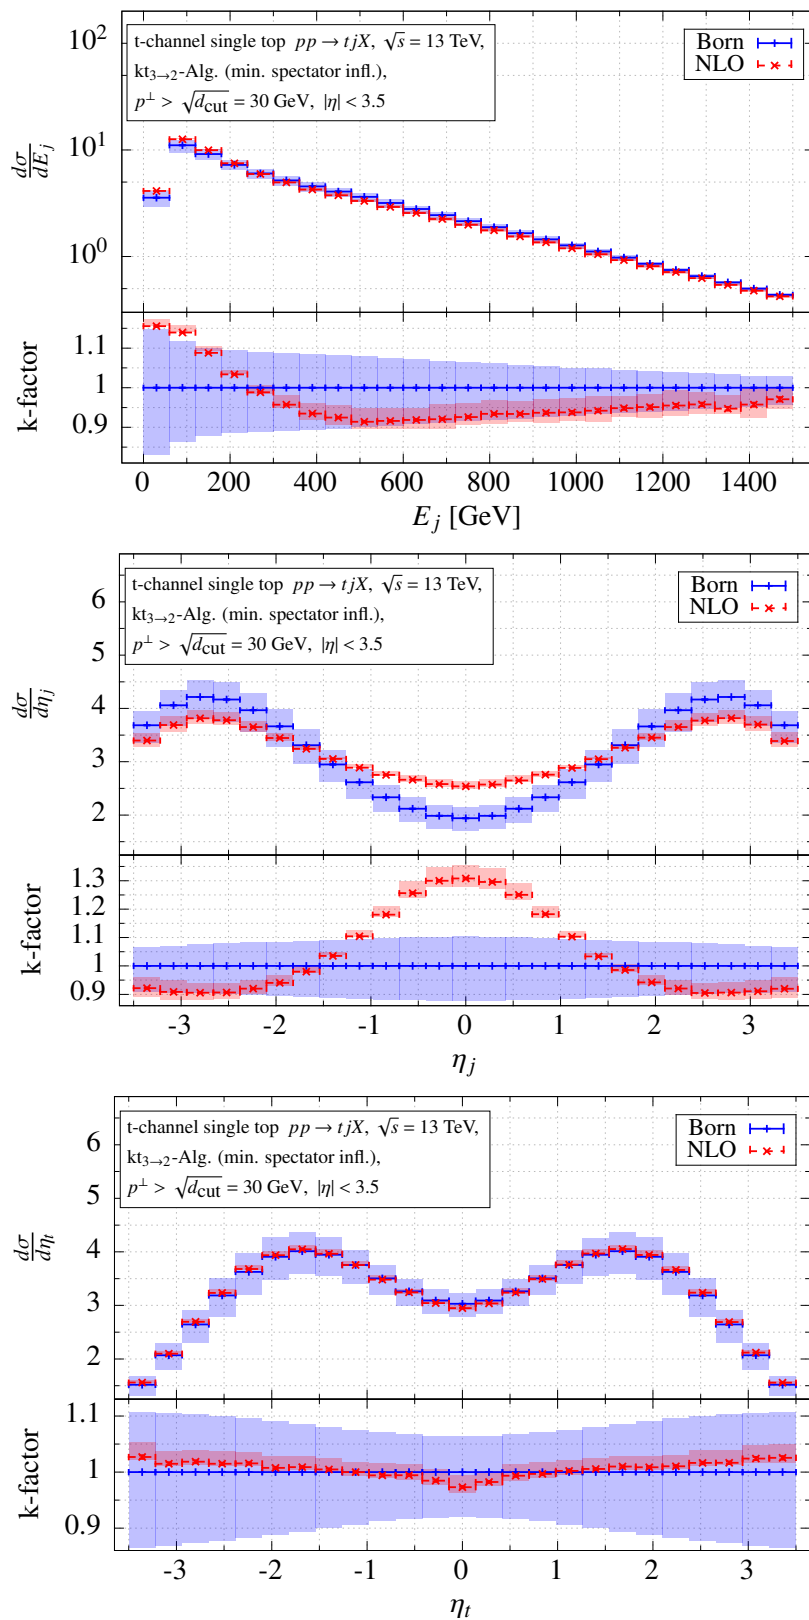 t-channel single top pp → tjX, √s = 13 TeV,
kt3→2-Alg. (min. spectator infl.),
p⊥ > √dcut = 30 GeV, |η| < 3.5
Born
NLO
10²
10¹
10⁰
dσ/dEj
1.1
1
0.9
k-factor
0 200 400 600 800 1000 1200 1400
Ej [GeV]
t-channel single top pp → tjX, √s = 13 TeV,
kt3→2-Alg. (min. spectator infl.),
p⊥ > √dcut = 30 GeV, |η| < 3.5
Born
NLO
6
5
4
3
2
dσ/dηj
1.3
1.2
1.1
1
0.9
k-factor
-3 -2 -1 0 1 2 3
ηj
t-channel single top pp → tjX, √s = 13 TeV,
kt3→2-Alg. (min. spectator infl.),
p⊥ > √dcut = 30 GeV, |η| < 3.5
Born
NLO
6
5
4
3
2
dσ/dηt
1.1
1
0.9
k-factor
-3 -2 -1 0 1 2 3
ηt